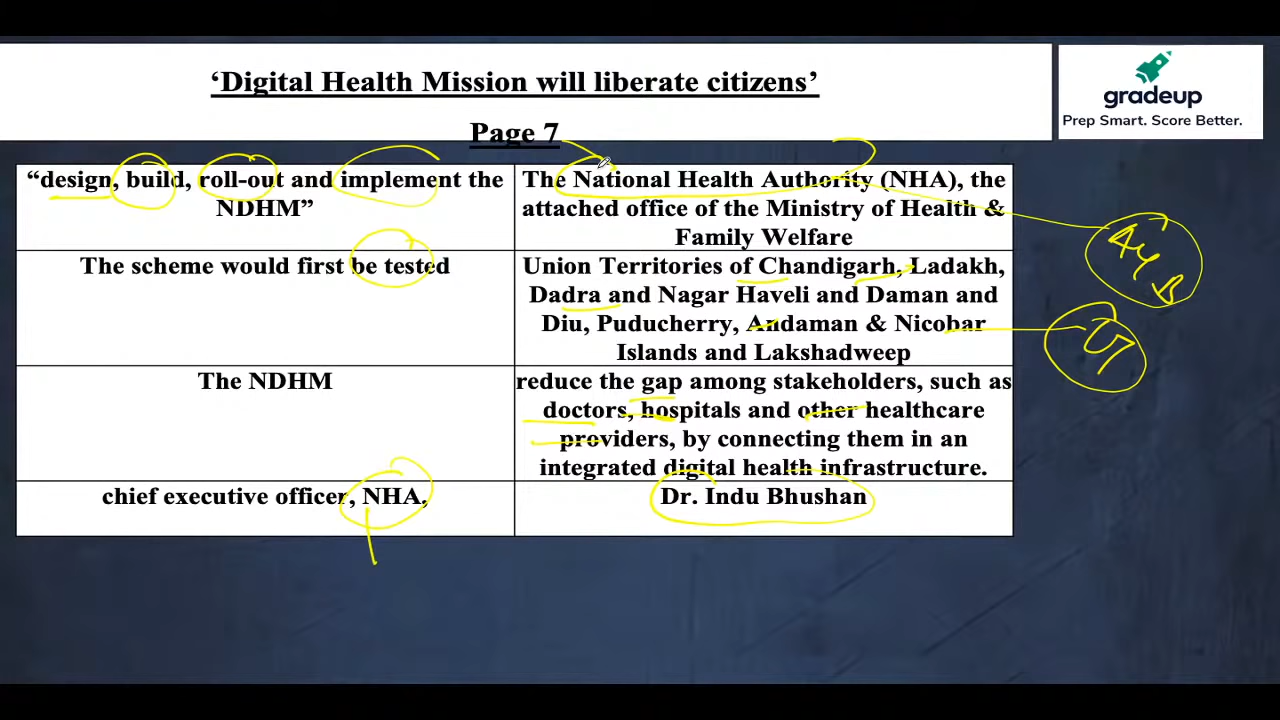 ‘Digital Health Mission will liberate citizens’
gradeup
Prep Smart. Score Better.
Page 7
“design, build, roll-out and implement the
NDHM”
The National Health Authority (NHA), the
attached office of the Ministry of Health &
Family Welfare
Ay B
The scheme would first be tested
Union Territories of Chandigarh, Ladakh,
Dadra and Nagar Haveli and Daman and
Diu, Puducherry, Andaman & Nicobar
Islands and Lakshadweep
UT
The NDHM
reduce the gap among stakeholders, such as
doctors, hospitals and other healthcare
providers, by connecting them in an
integrated digital health infrastructure.
chief executive officer, NHA,
Dr. Indu Bhushan